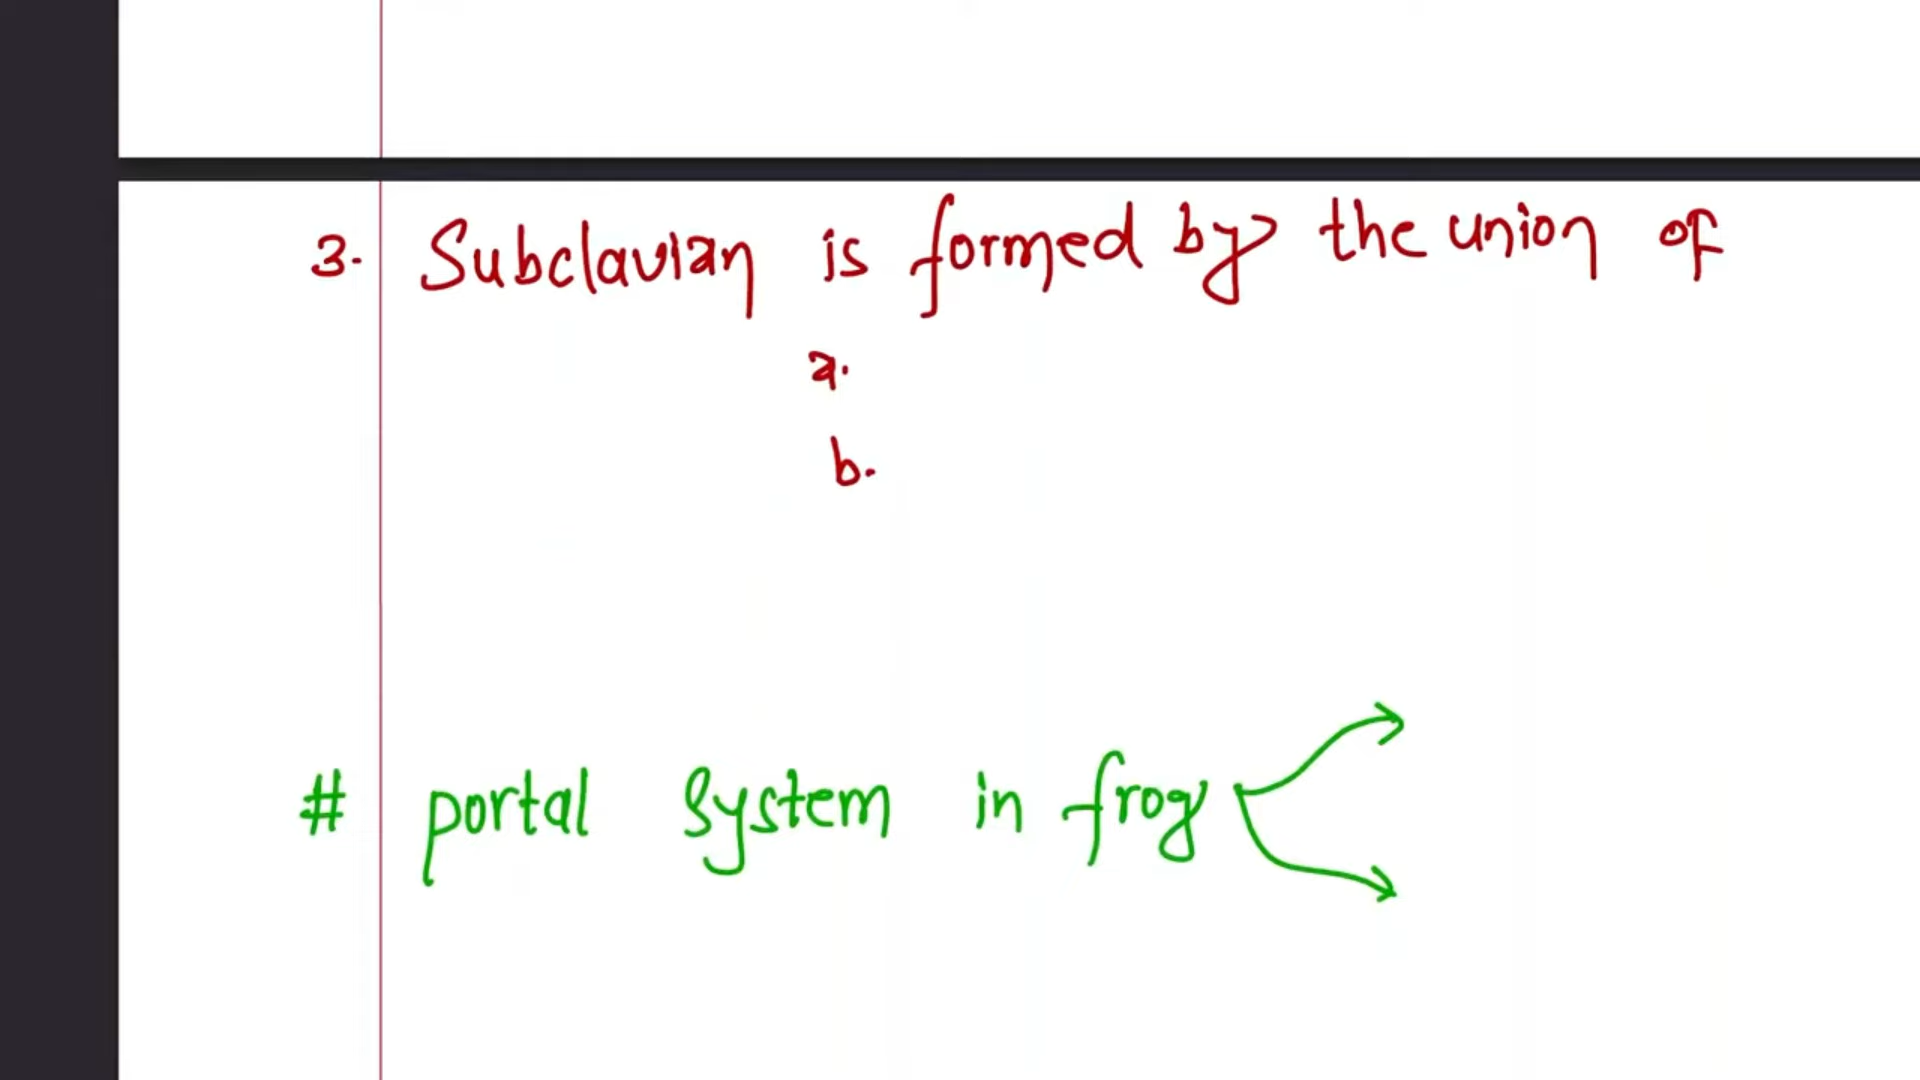 3. Subclavian is formed by the union of
a.
b.
# portal system in frog